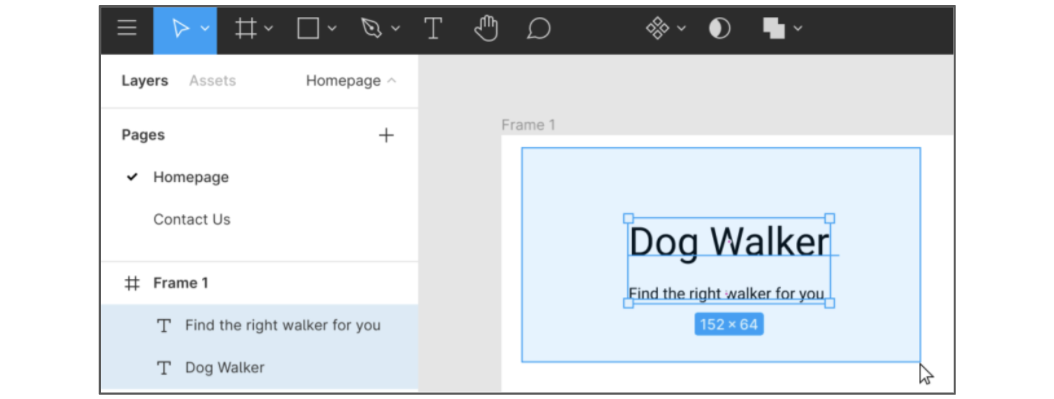 Layers Assets Homepage
Pages
Homepage
Contact Us
Frame 1
Find the right walker for you
Dog Walker
Frame 1
Dog Walker
Find the right walker for you
152 × 64